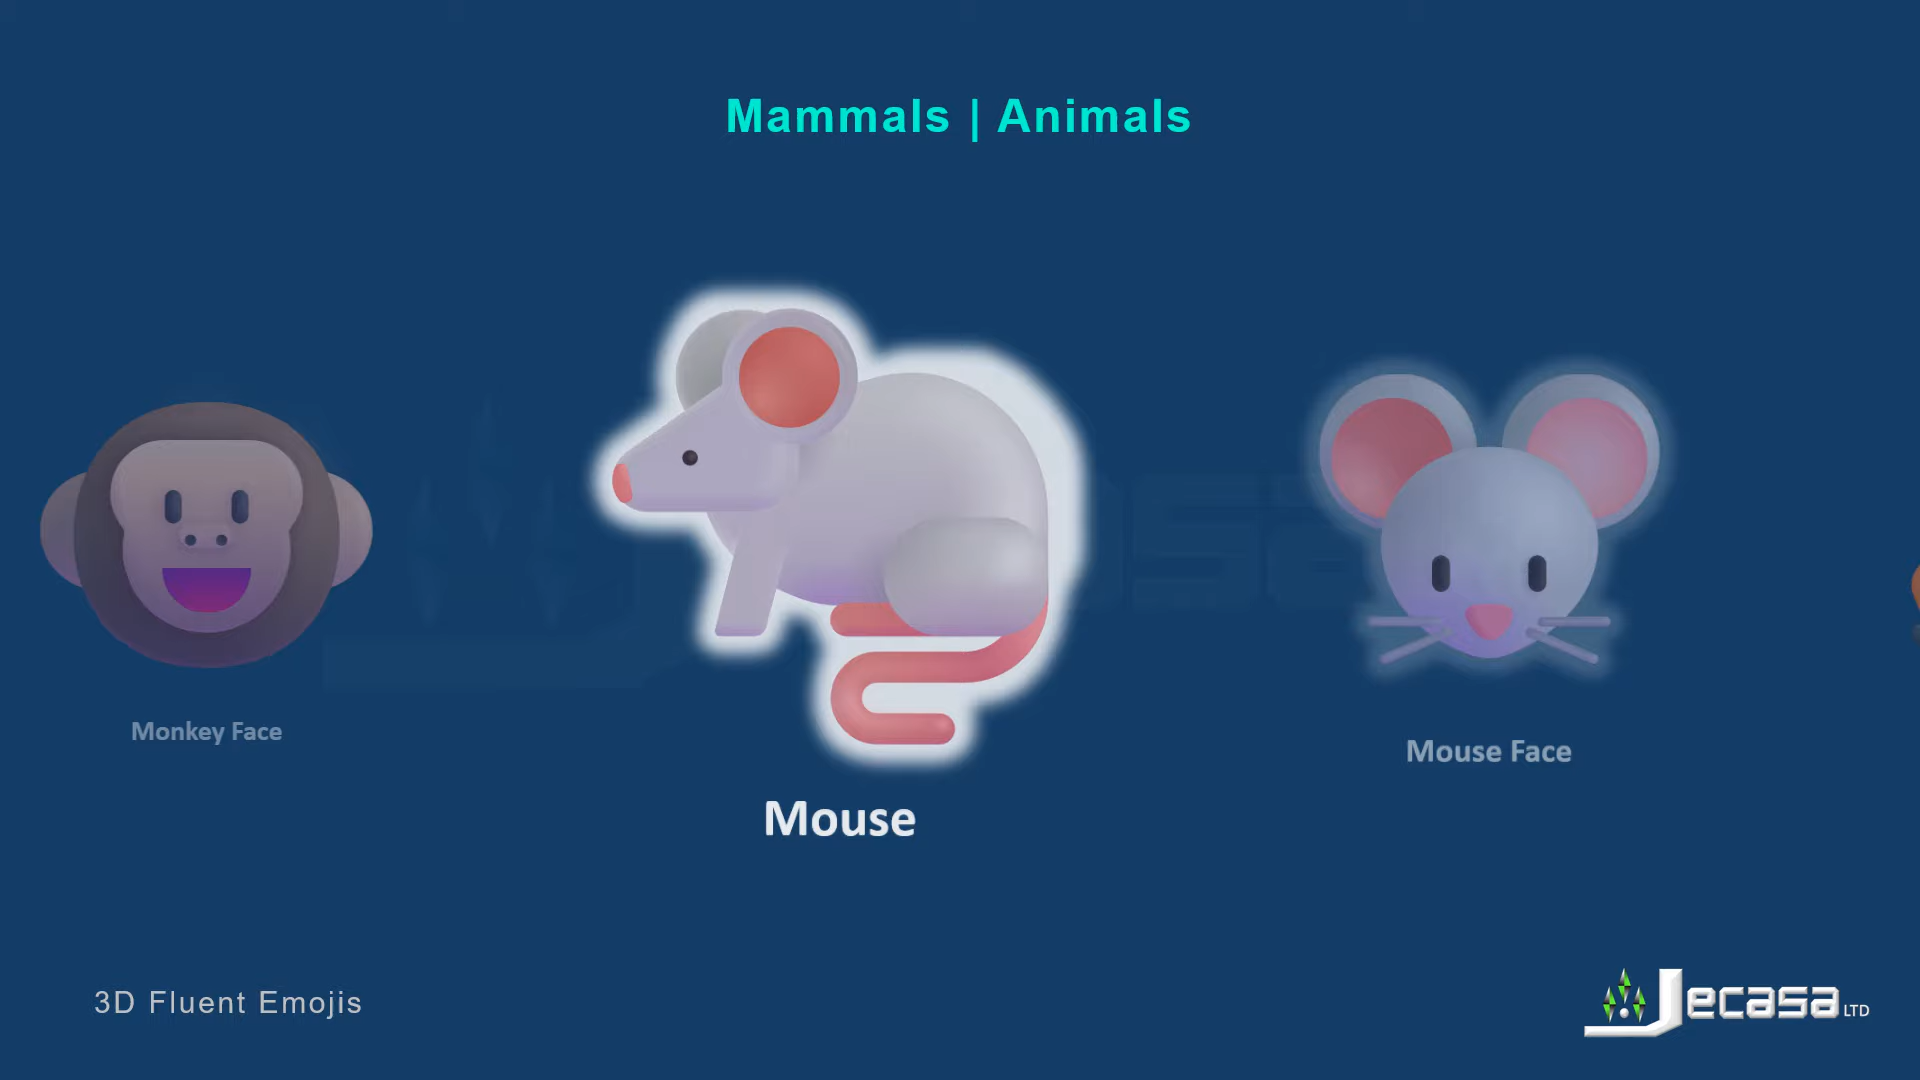 Mammals | Animals
Monkey Face
Mouse
Mouse Face
3D Fluent Emojis
Jecasa LTD